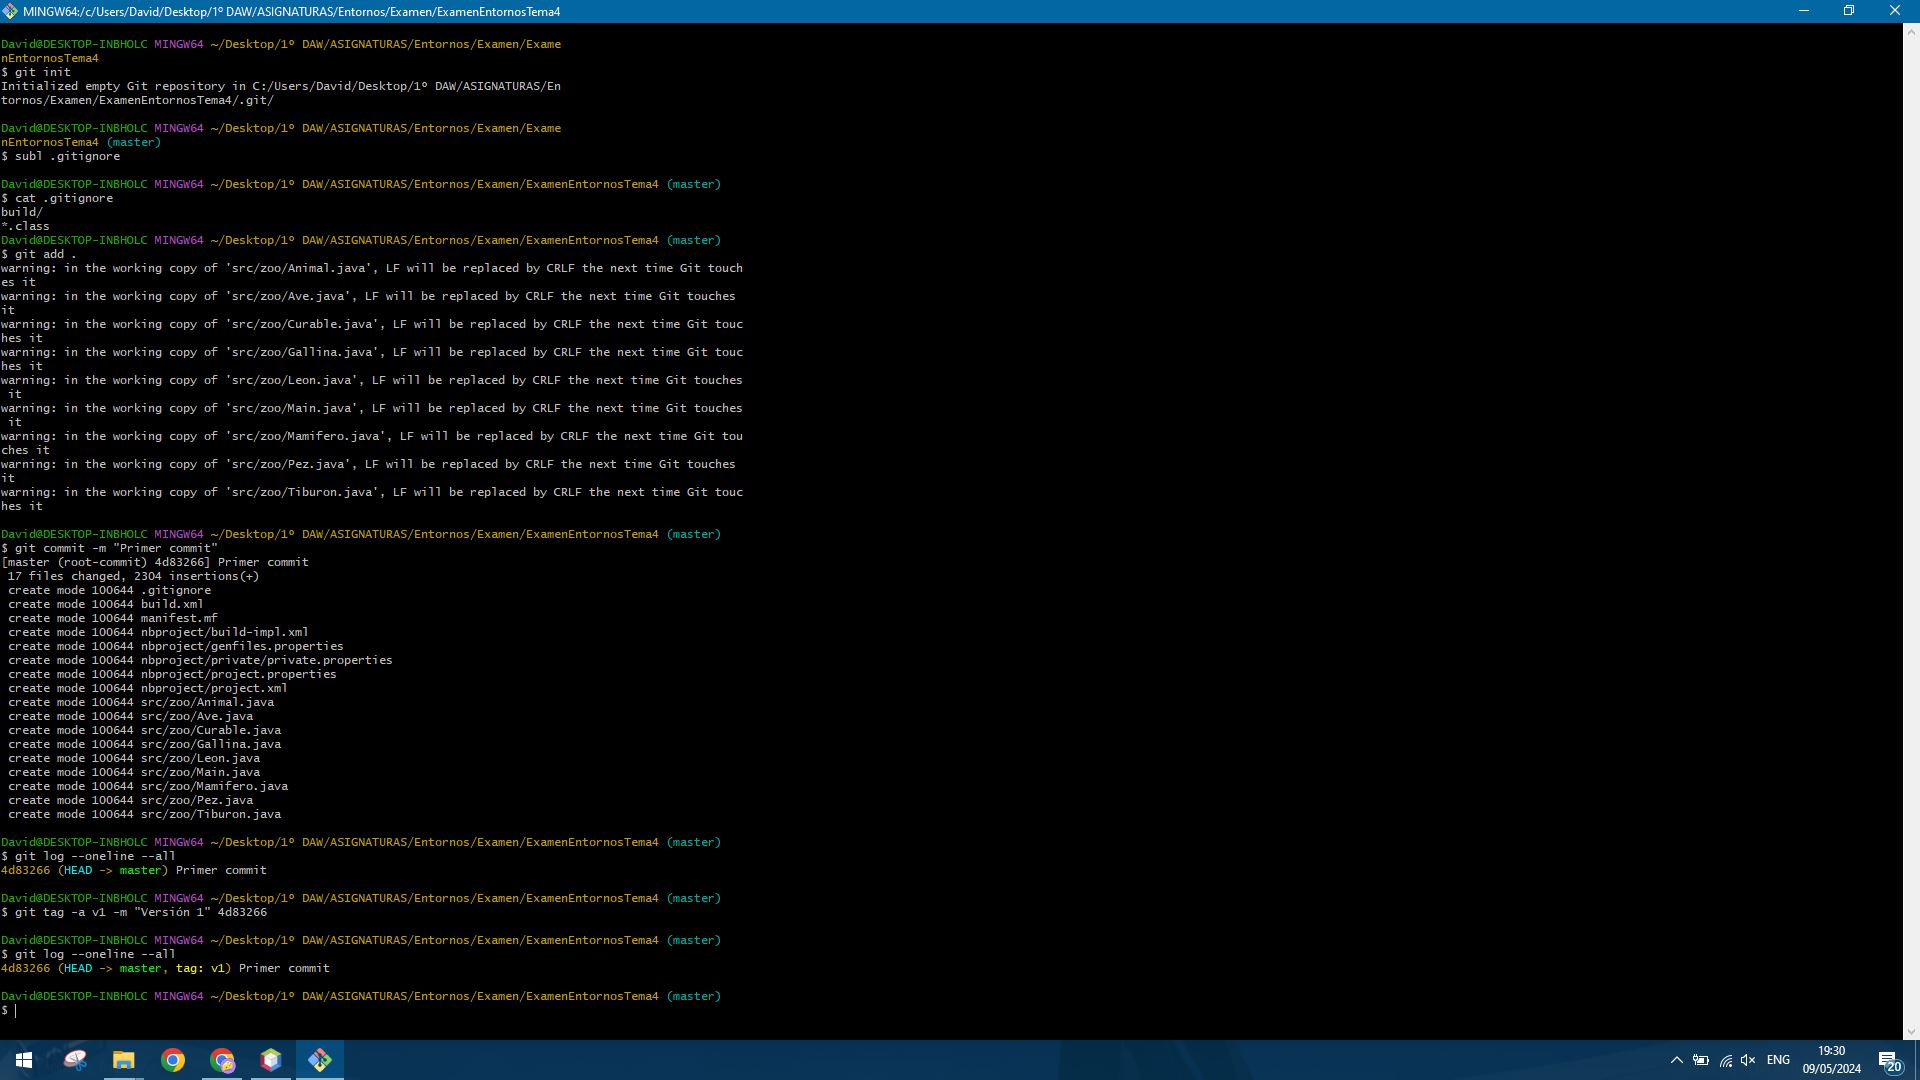 MINGW64:/c/Users/David/Desktop/1º DAW/ASIGNATURAS/Entornos/Examen/ExamenEntornosTema4
David@DESKTOP-INBHOLC MINGW64 ~/Desktop/1º DAW/ASIGNATURAS/Entornos/Examen/Exame
nEntornosTema4
$ git init
Initialized empty Git repository in C:/Users/David/Desktop/1º DAW/ASIGNATURAS/En
tornos/Examen/ExamenEntornosTema4/.git/
David@DESKTOP-INBHOLC MINGW64 ~/Desktop/1º DAW/ASIGNATURAS/Entornos/Examen/Exame
nEntornosTema4 (master)
$ subl .gitignore
David@DESKTOP-INBHOLC MINGW64 ~/Desktop/1º DAW/ASIGNATURAS/Entornos/Examen/ExamenEntornosTema4 (master)
$ cat .gitignore
build/
*.class
David@DESKTOP-INBHOLC MINGW64 ~/Desktop/1º DAW/ASIGNATURAS/Entornos/Examen/ExamenEntornosTema4 (master)
$ git add .
warning: in the working copy of 'src/zoo/Animal.java', LF will be replaced by CRLF the next time Git touch
es it
warning: in the working copy of 'src/zoo/Ave.java', LF will be replaced by CRLF the next time Git touches
it
warning: in the working copy of 'src/zoo/Curable.java', LF will be replaced by CRLF the next time Git touc
hes it
warning: in the working copy of 'src/zoo/Gallina.java', LF will be replaced by CRLF the next time Git touc
hes it
warning: in the working copy of 'src/zoo/Leon.java', LF will be replaced by CRLF the next time Git touches
 it
warning: in the working copy of 'src/zoo/Main.java', LF will be replaced by CRLF the next time Git touches
 it
warning: in the working copy of 'src/zoo/Mamifero.java', LF will be replaced by CRLF the next time Git tou
ches it
warning: in the working copy of 'src/zoo/Pez.java', LF will be replaced by CRLF the next time Git touches
it
warning: in the working copy of 'src/zoo/Tiburon.java', LF will be replaced by CRLF the next time Git touc
hes it
David@DESKTOP-INBHOLC MINGW64 ~/Desktop/1º DAW/ASIGNATURAS/Entornos/Examen/ExamenEntornosTema4 (master)
$ git commit -m "Primer commit"
[master (root-commit) 4d83266] Primer commit
 17 files changed, 2304 insertions(+)
 create mode 100644 .gitignore
 create mode 100644 build.xml
 create mode 100644 manifest.mf
 create mode 100644 nbproject/build-impl.xml
 create mode 100644 nbproject/genfiles.properties
 create mode 100644 nbproject/private/private.properties
 create mode 100644 nbproject/project.properties
 create mode 100644 nbproject/project.xml
 create mode 100644 src/zoo/Animal.java
 create mode 100644 src/zoo/Ave.java
 create mode 100644 src/zoo/Curable.java
 create mode 100644 src/zoo/Gallina.java
 create mode 100644 src/zoo/Leon.java
 create mode 100644 src/zoo/Main.java
 create mode 100644 src/zoo/Mamifero.java
 create mode 100644 src/zoo/Pez.java
 create mode 100644 src/zoo/Tiburon.java
David@DESKTOP-INBHOLC MINGW64 ~/Desktop/1º DAW/ASIGNATURAS/Entornos/Examen/ExamenEntornosTema4 (master)
$ git log --oneline --all
4d83266 (HEAD -> master) Primer commit
David@DESKTOP-INBHOLC MINGW64 ~/Desktop/1º DAW/ASIGNATURAS/Entornos/Examen/ExamenEntornosTema4 (master)
$ git tag -a v1 -m "Versión 1" 4d83266
David@DESKTOP-INBHOLC MINGW64 ~/Desktop/1º DAW/ASIGNATURAS/Entornos/Examen/ExamenEntornosTema4 (master)
$ git log --oneline --all
4d83266 (HEAD -> master, tag: v1) Primer commit
David@DESKTOP-INBHOLC MINGW64 ~/Desktop/1º DAW/ASIGNATURAS/Entornos/Examen/ExamenEntornosTema4 (master)
$
ENG
19:30
09/05/2024
20